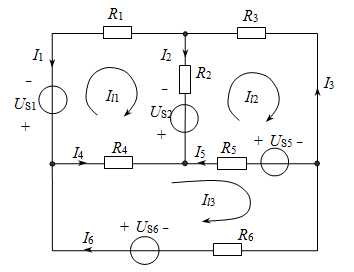 R1 R3
I1 I2
− R2 I3
US1 Il1 − US2 Il2
+ +
I4 R4 I5 R5 + US5 −
Il3
I6 + US6 − R6